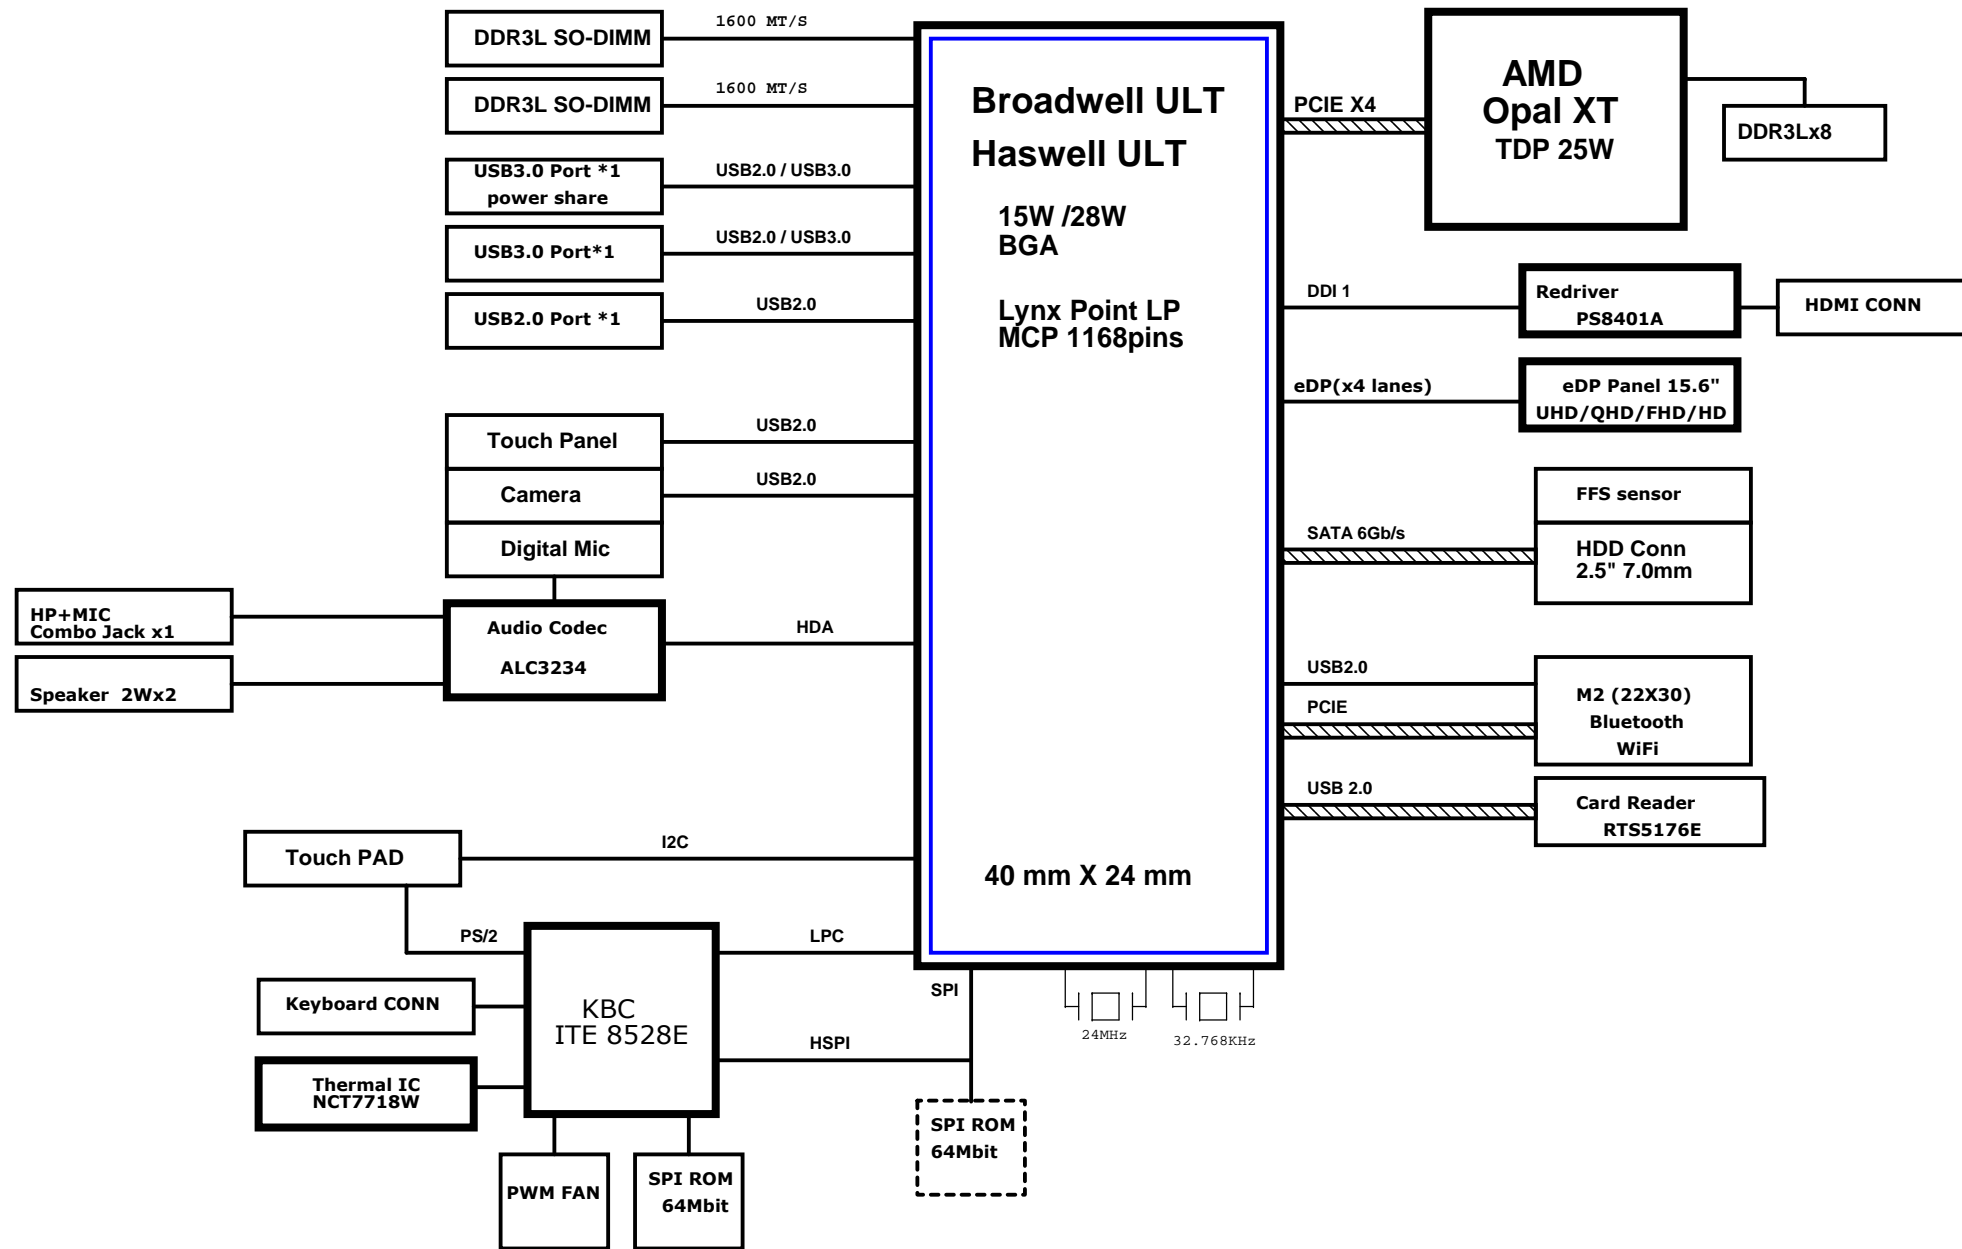 DDR3L SO-DIMM
1600 MT/S
DDR3L SO-DIMM
1600 MT/S
USB3.0 Port *1
power share
USB2.0 / USB3.0
USB3.0 Port*1
USB2.0 / USB3.0
USB2.0 Port *1
USB2.0
Touch Panel
USB2.0
Camera
USB2.0
Digital Mic
HP+MIC
Combo Jack x1
Speaker 2Wx2
Audio Codec
ALC3234
HDA
Touch PAD
I2C
PS/2
Keyboard CONN
Thermal IC
NCT7718W
KBC
ITE 8528E
LPC
HSPI
SPI
PWM FAN
SPI ROM
64Mbit
SPI ROM
64Mbit
24MHz
32.768KHz
Broadwell ULT
Haswell ULT
15W /28W
BGA
Lynx Point LP
MCP 1168pins
40 mm X 24 mm
PCIE X4
AMD
Opal XT
TDP 25W
DDR3Lx8
DDI 1
Redriver
PS8401A
HDMI CONN
eDP(x4 lanes)
eDP Panel 15.6"
UHD/QHD/FHD/HD
FFS sensor
SATA 6Gb/s
HDD Conn
2.5" 7.0mm
USB2.0
PCIE
M2 (22X30)
Bluetooth
WiFi
USB 2.0
Card Reader
RTS5176E